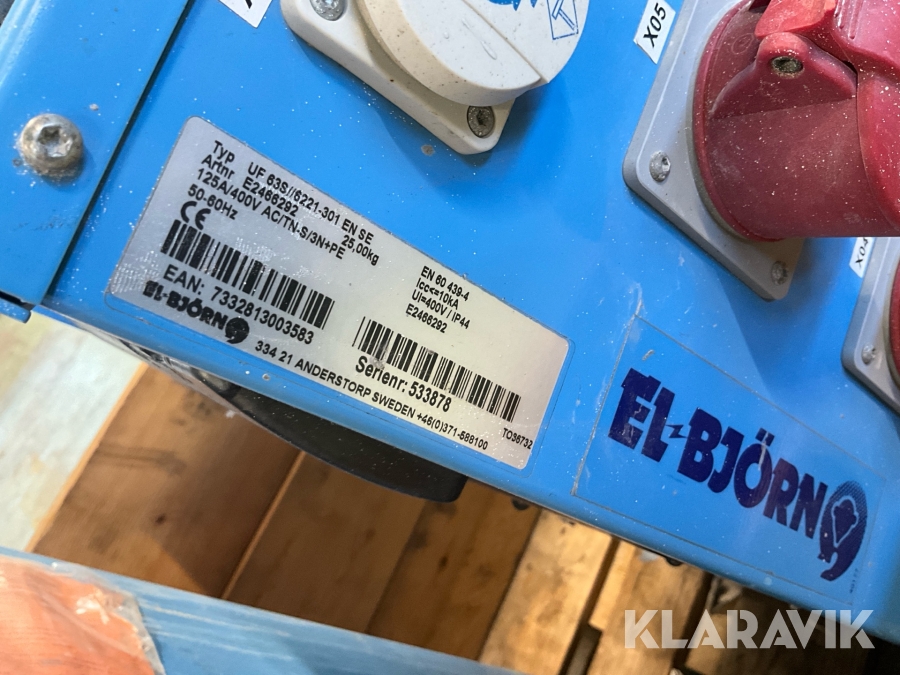 X05
X04
Typ UF 63S//6221-301 EN SE
Artnr E2466292 25,00kg
125A/400V AC/TN-S/3N+PE
50-60Hz
CE
EAN: 7332813003583
EL-BJÖRN
EN 60 439-4
Icc<=10kA
Ui=400V / IP44
E2466292
Serienr: 533878
334 21 ANDERSTORP SWEDEN +46(0)371-588100
TOS6732
EL-BJÖRN
KLARAVIK